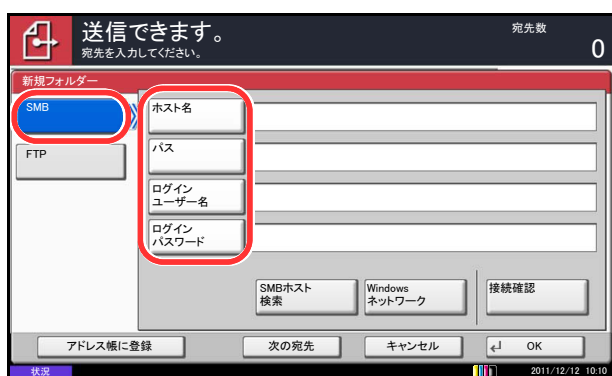 送信できます。
宛先を入力してください。
宛先数
0
新規フォルダー
SMB
FTP
ホスト名
パス
ログイン
ユーザー名
ログイン
パスワード
SMBホスト
検索
Windows
ネットワーク
接続確認
アドレス帳に登録
次の宛先
キャンセル
OK
状況
2011/12/12 10:10